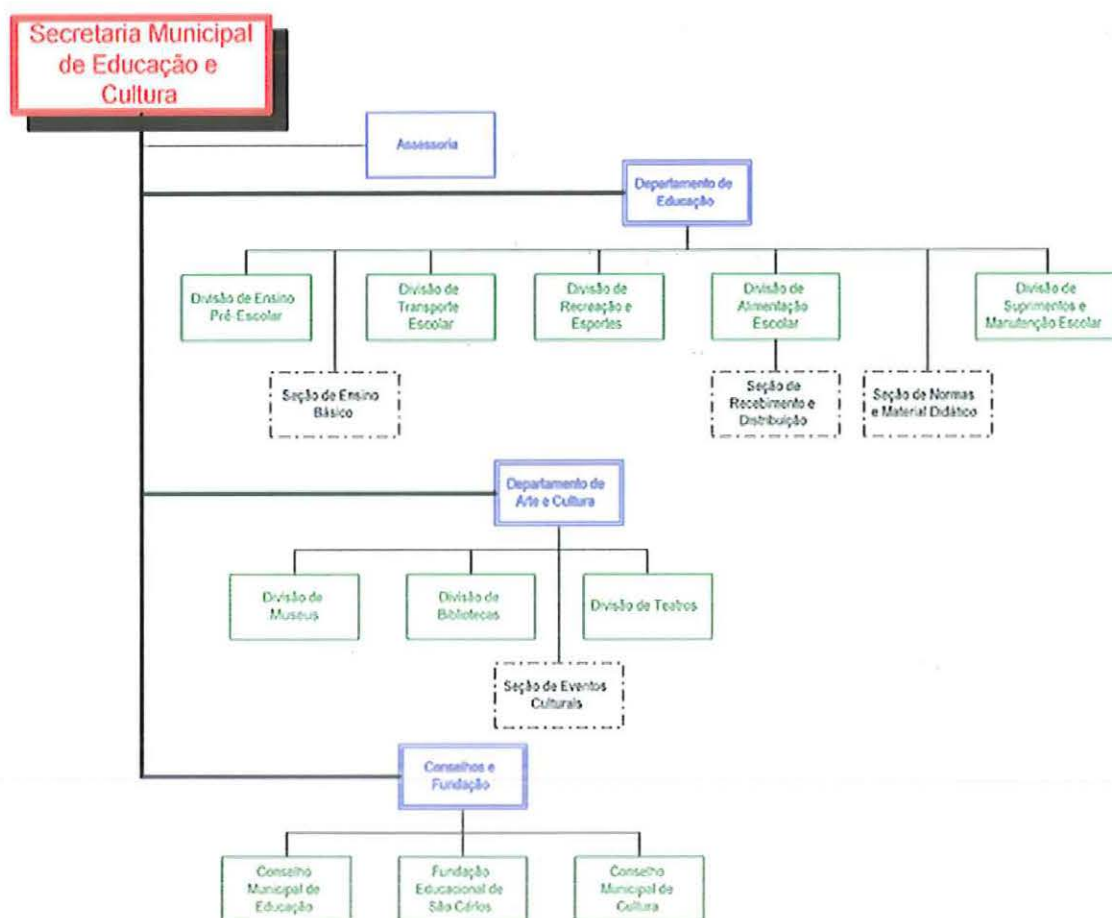 Secretaria Municipal
de Educação e
Cultura
Assessoria
Departamento de
Educação
Divisão de Ensino
Pré-Escolar
Divisão de
Transporte
Escolar
Divisão de
Recreação e
Esportes
Divisão de
Alimentação
Escolar
Divisão de
Suprimentos e
Manutenção Escolar
Seção de Ensino
Básico
Seção de
Recebimento e
Distribuição
Seção de Normas
e Material Didático
Departamento de
Arte e Cultura
Divisão de
Museus
Divisão de
Bibliotecas
Divisão de Teatros
Seção de Eventos
Culturais
Conselhos e
Fundação
Conselho
Municipal de
Educação
Fundação
Educacional de
São Carlos
Conselho
Municipal de
Cultura